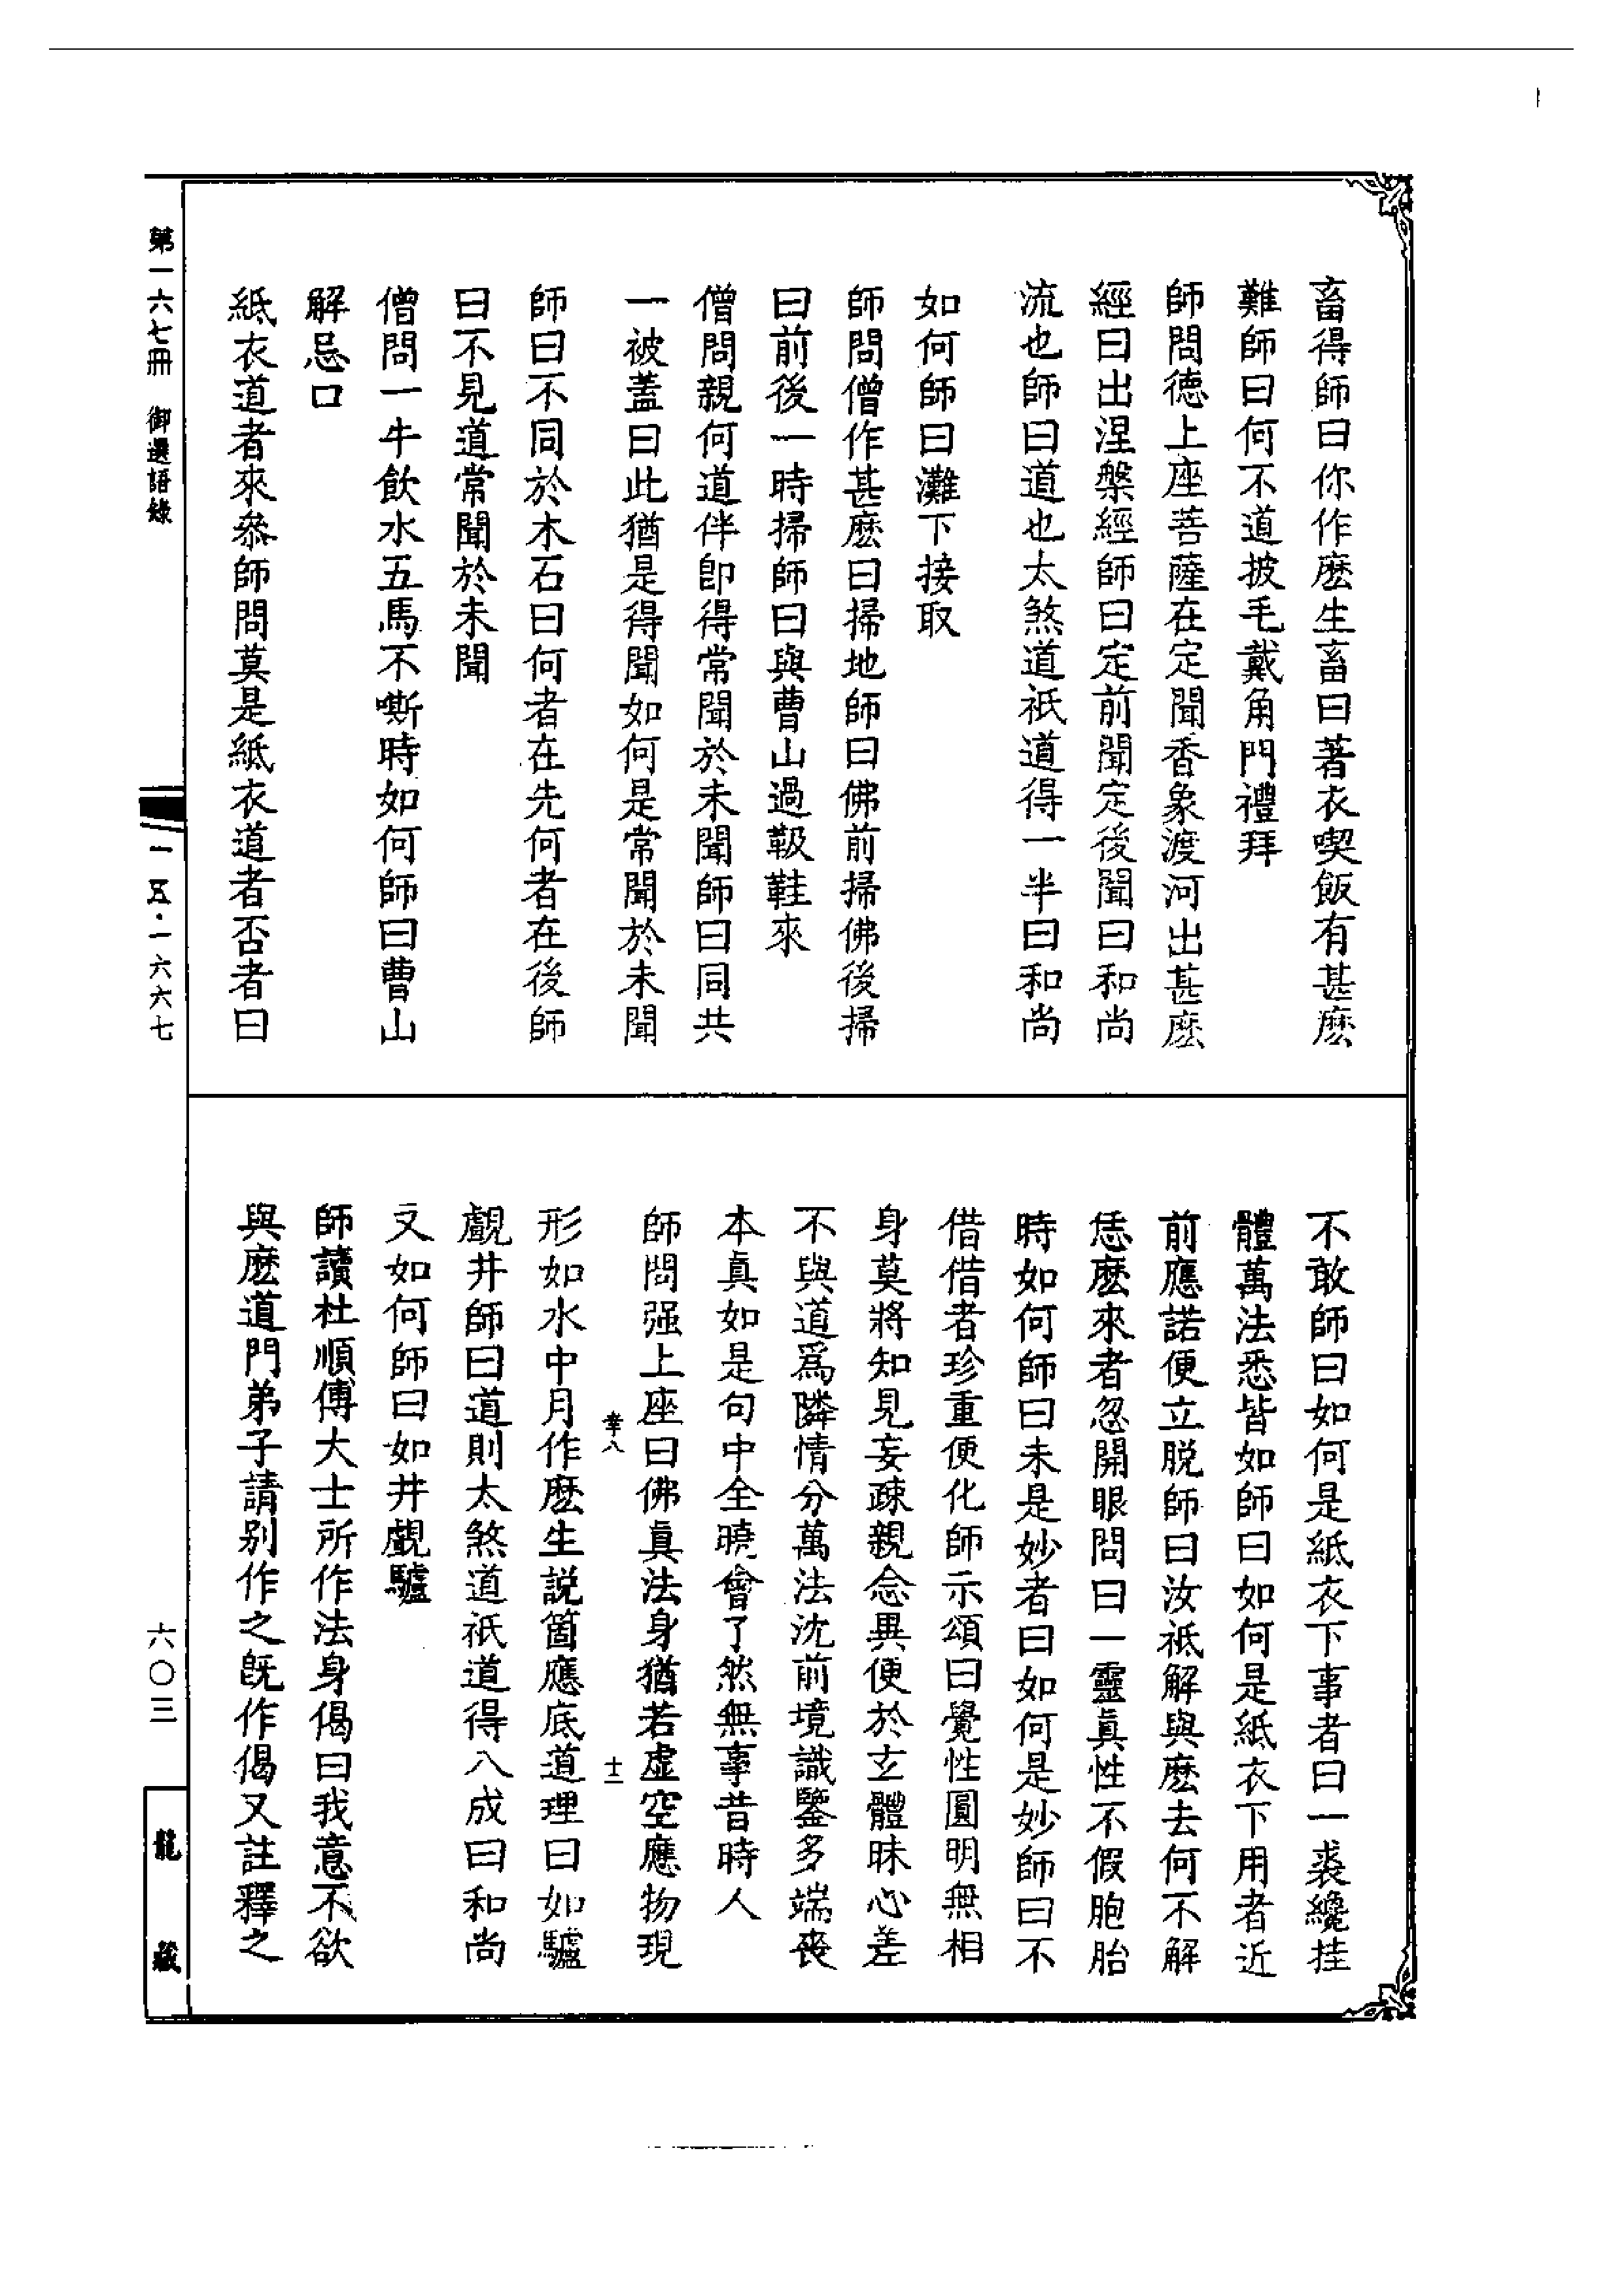 畜得師曰你作麽生畜曰著衣喫飯有甚麽
難師曰何不道披毛戴角門禮拜
師問德上座菩薩在定聞香象渡河出甚麽
經曰出涅槃經師曰定前聞定後聞曰和尚
流也師曰道也太煞道祇道得一半曰和尚
如何師曰灘下接取
師問僧作甚麽曰掃地師曰佛前掃佛後掃
曰前後一時掃師曰與曹山過靸鞋來
僧問親何道伴卽得常聞於未聞師曰同共
一被蓋曰此猶是得聞如何是常聞於未聞
師曰不同於木石曰何者在先何者在後師
曰不見道常聞於未聞
僧問一牛飲水五馬不嘶時如何師曰曹山
解忌口
紙衣道者來參師問莫是紙衣道者否者曰
不敢師曰如何是紙衣下事者曰一裘纔挂
體萬法悉皆如師曰如何是紙衣下用者近
前應諾便立脱師曰汝祇解與麽去何不解
恁麽來者忽開眼問曰一靈眞性不假胞胎
時如何師曰未是妙者曰如何是妙師曰不
借借者珍重便化師示頌曰覺性圓明無相
身莫將知見妄疎親念異便於玄體昧心差
不與道爲隣情分萬法沈前境識鑒多端喪
本眞如是句中全曉會了然無事昔時人
師問强上座曰佛眞法身猶若虛空應物現
形如水中月作麽生説箇應底道理曰如驢
覷井師曰道則太煞道祇道得八成曰和尚
又如何師曰如井覷驢
師讀杜順傅大士所作法身偈曰我意不欲
與麽道門弟子請別作之旣作偈又註釋之
第一六七冊 御選語錄
一五·一六六七
六〇三
龍藏
士二